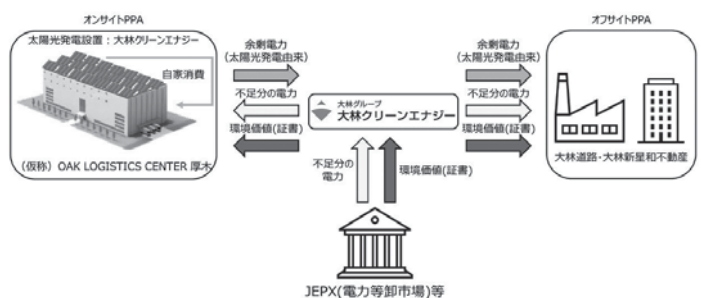 オンサイトPPA
太陽光発電設置：大林クリーンエナジー
自家消費
（仮称）OAK LOGISTICS CENTER 厚木
余剰電力
(太陽光発電由来)
不足分の電力
環境価値(証書)
大林グループ
大林クリーンエナジー
不足分の
電力
環境価値(証書)
JEPX(電力等卸市場)等
余剰電力
(太陽光発電由来)
不足分の電力
環境価値(証書)
オフサイトPPA
大林道路・大林新星和不動産